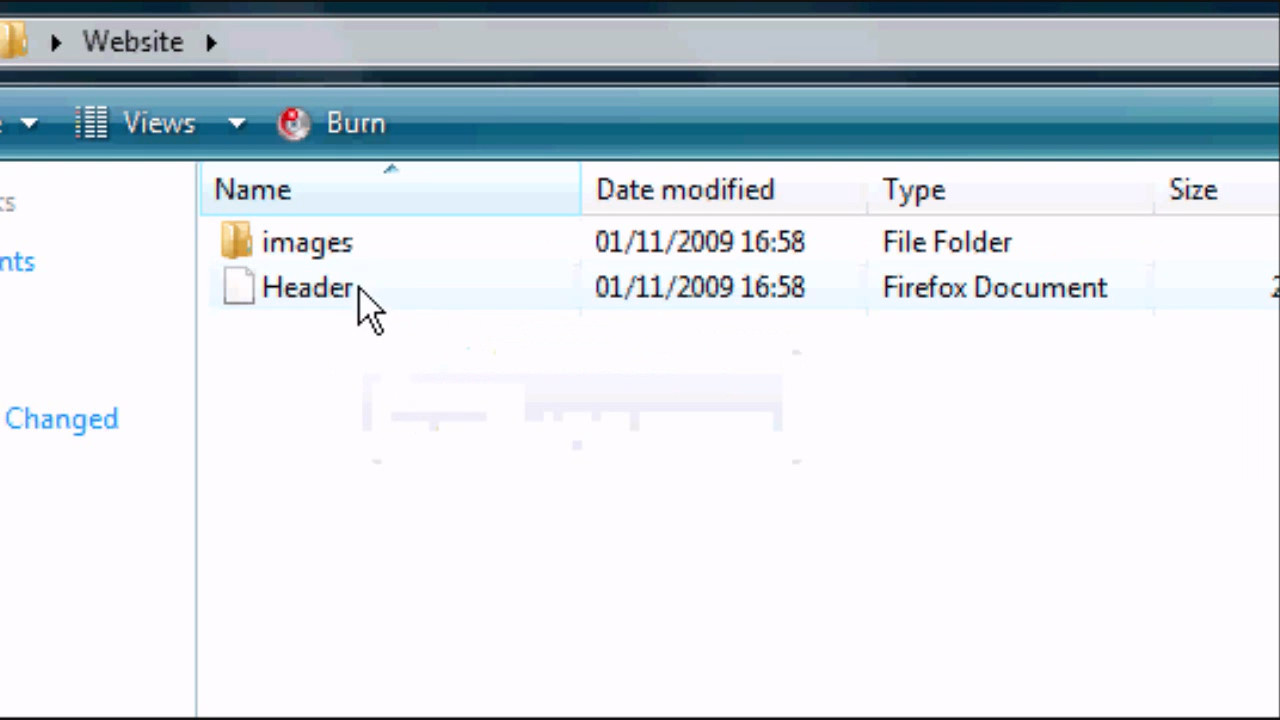 Website
Views Burn
Name Date modified Type Size
images 01/11/2009 16:58 File Folder
Header 01/11/2009 16:58 Firefox Document
Changed